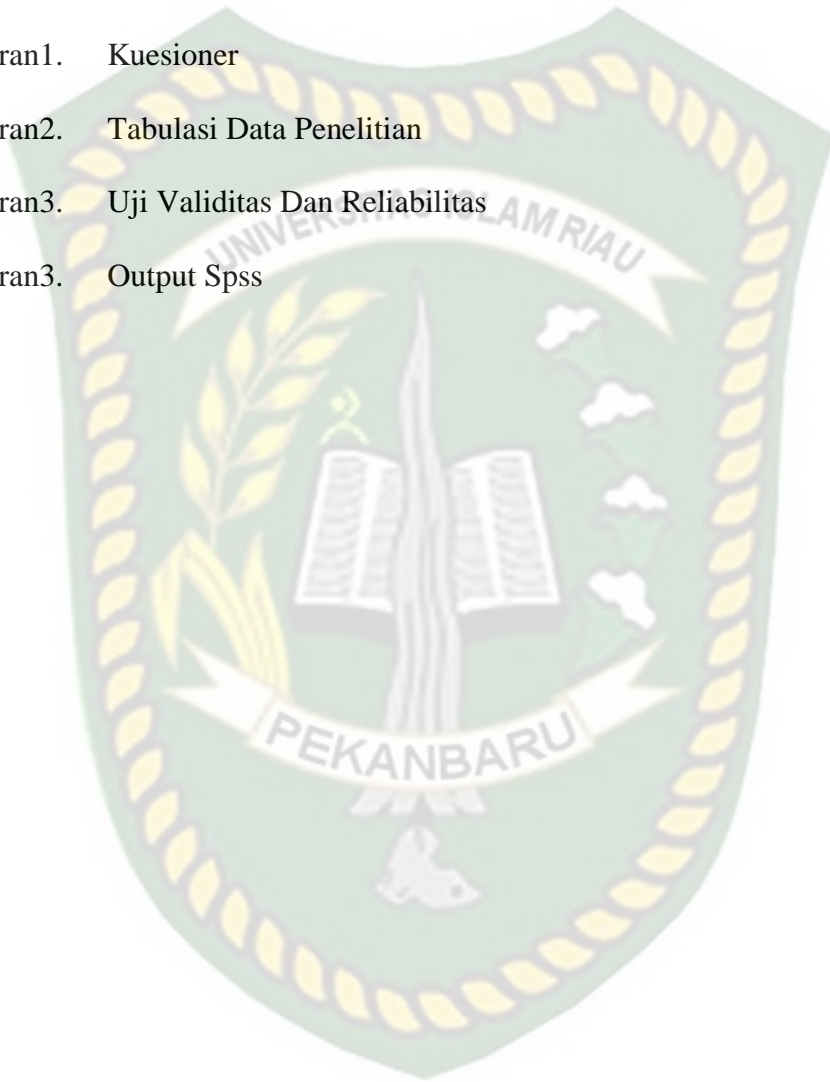 ran1. Kuesioner
ran2. Tabulasi Data Penelitian
ran3. Uji Validitas Dan Reliabilitas
UNIVERSITAS ISLAM RIAU
ran3. Output Spss
PEKANBARU